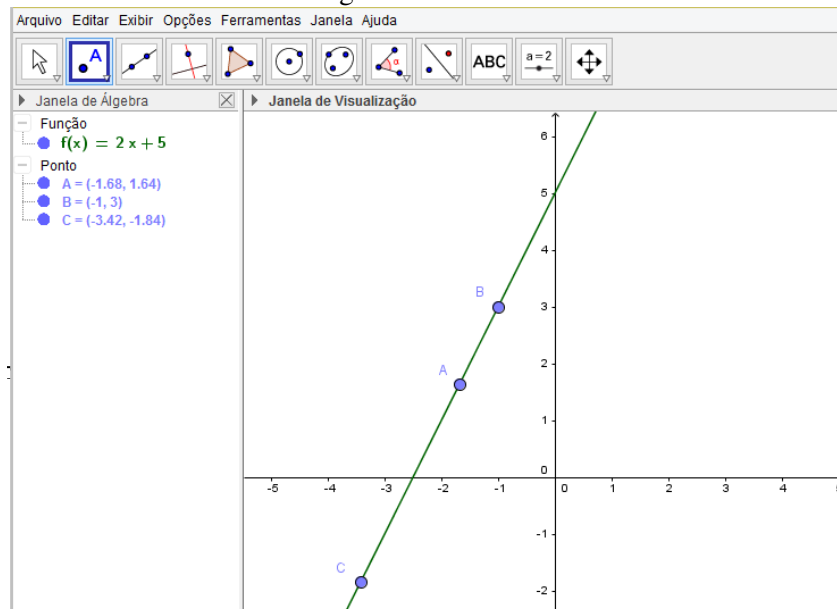 Arquivo Editar Exibir Opções Ferramentas Janela Ajuda
A
α
ABC
a=2
Janela de Álgebra
Janela de Visualização
Função
f(x) = 2 x + 5
Ponto
A = (-1.68, 1.64)
B = (-1, 3)
C = (-3.42, -1.84)
6
5
4
B
3
2
A
1
0
-5 -4 -3 -2 -1 0 1 2 3 4
-1
C
-2